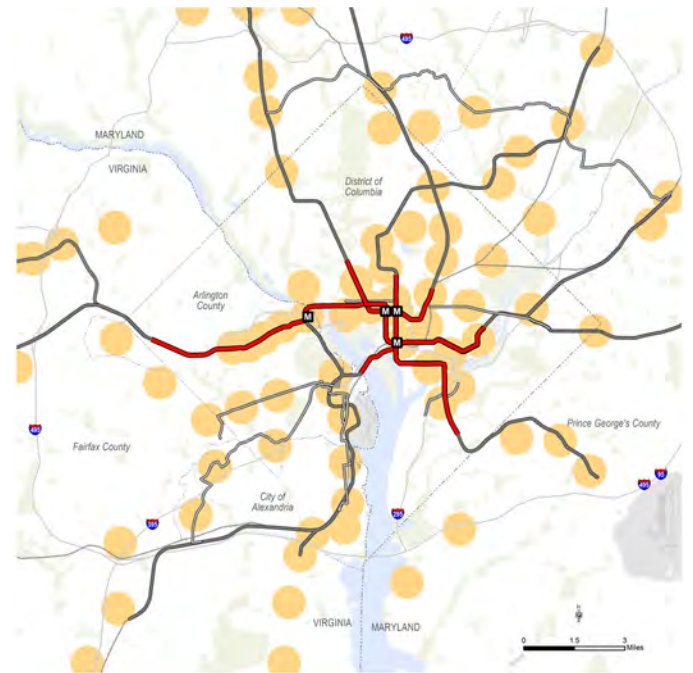 495
MARYLAND
VIRGINIA
District of
Columbia
Arlington
County
M
M
M
M
Prince George's County
495
Fairfax County
95
495
City of
Alexandria
395
295
VIRGINIA
MARYLAND
0
1.5
3
Miles